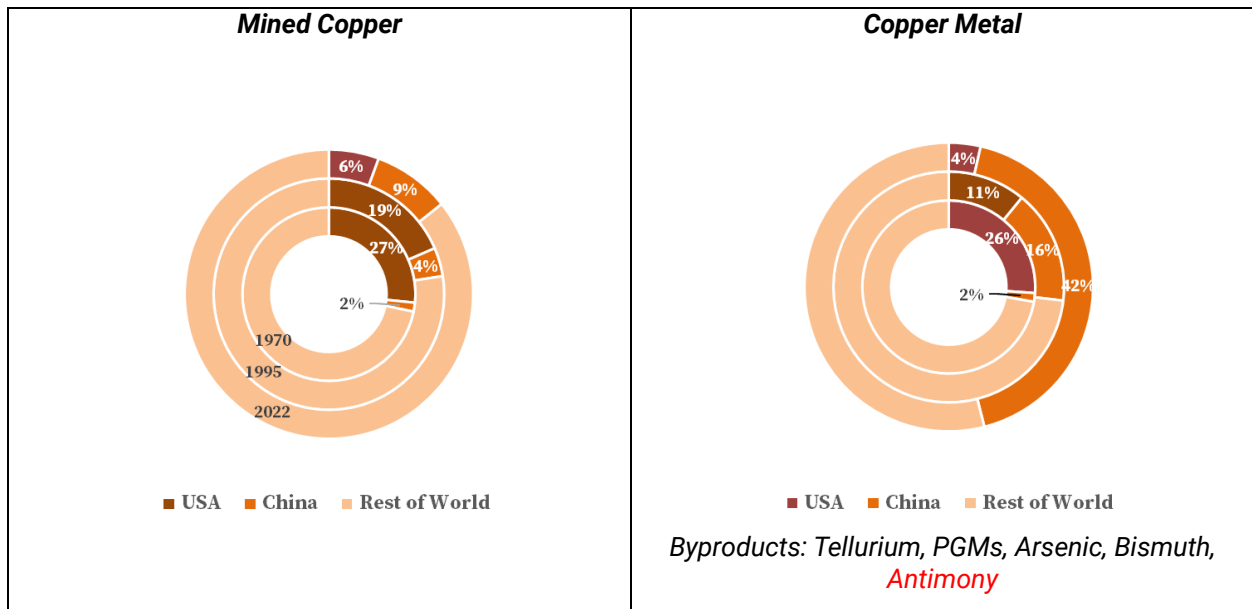 Mined Copper
6%
9%
19%
27%
4%
2%
1970
1995
2022
USA China Rest of World
Copper Metal
4%
11%
26%
16%
42%
2%
USA China Rest of World
Byproducts: Tellurium, PGMs, Arsenic, Bismuth,
Antimony